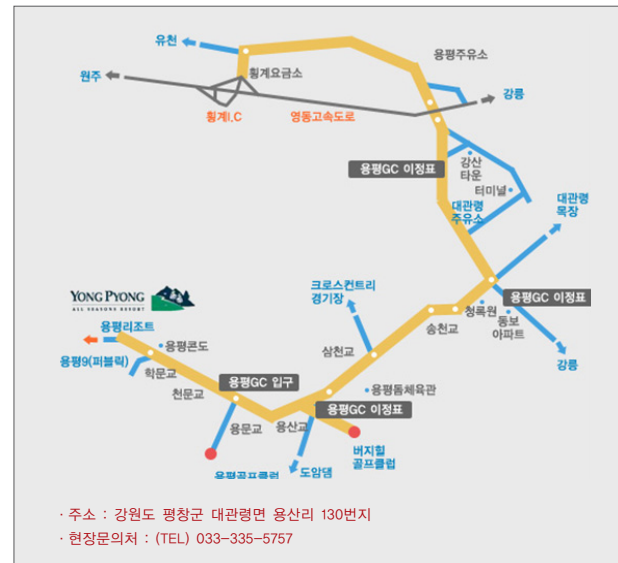 유천
용평주유소
횡계요금소
원주
강릉
횡계I.C
영동고속도로
용평GC 이정표
강산
타운
터미널
대관령
주유소
대관령
목장
크로스컨트리
경기장
YONG PYONG
ALL SEASONS RESORT
용평GC 이정표
청록원
동보
아파트
송천교
강릉
용평리조트
용평콘도
삼천교
용평9(퍼블릭)
학문교
천문교
용평GC 입구
용평돔체육관
용평GC 이정표
용문교
용산교
버지힐
골프클럽
용평골프클럽
도암댐
· 주소 : 강원도 평창군 대관령면 용산리 130번지
· 현장문의처 : (TEL) 033-335-5757